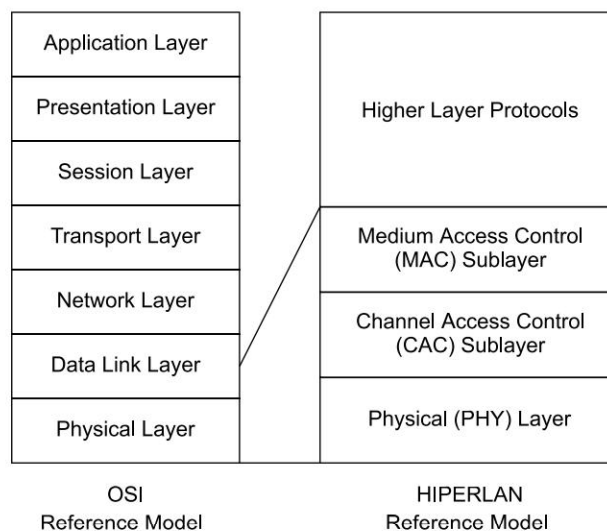 Application Layer
Presentation Layer
Session Layer
Transport Layer
Network Layer
Data Link Layer
Physical Layer
OSI
Reference Model
Higher Layer Protocols
Medium Access Control
(MAC) Sublayer
Channel Access Control
(CAC) Sublayer
Physical (PHY) Layer
HIPERLAN
Reference Model